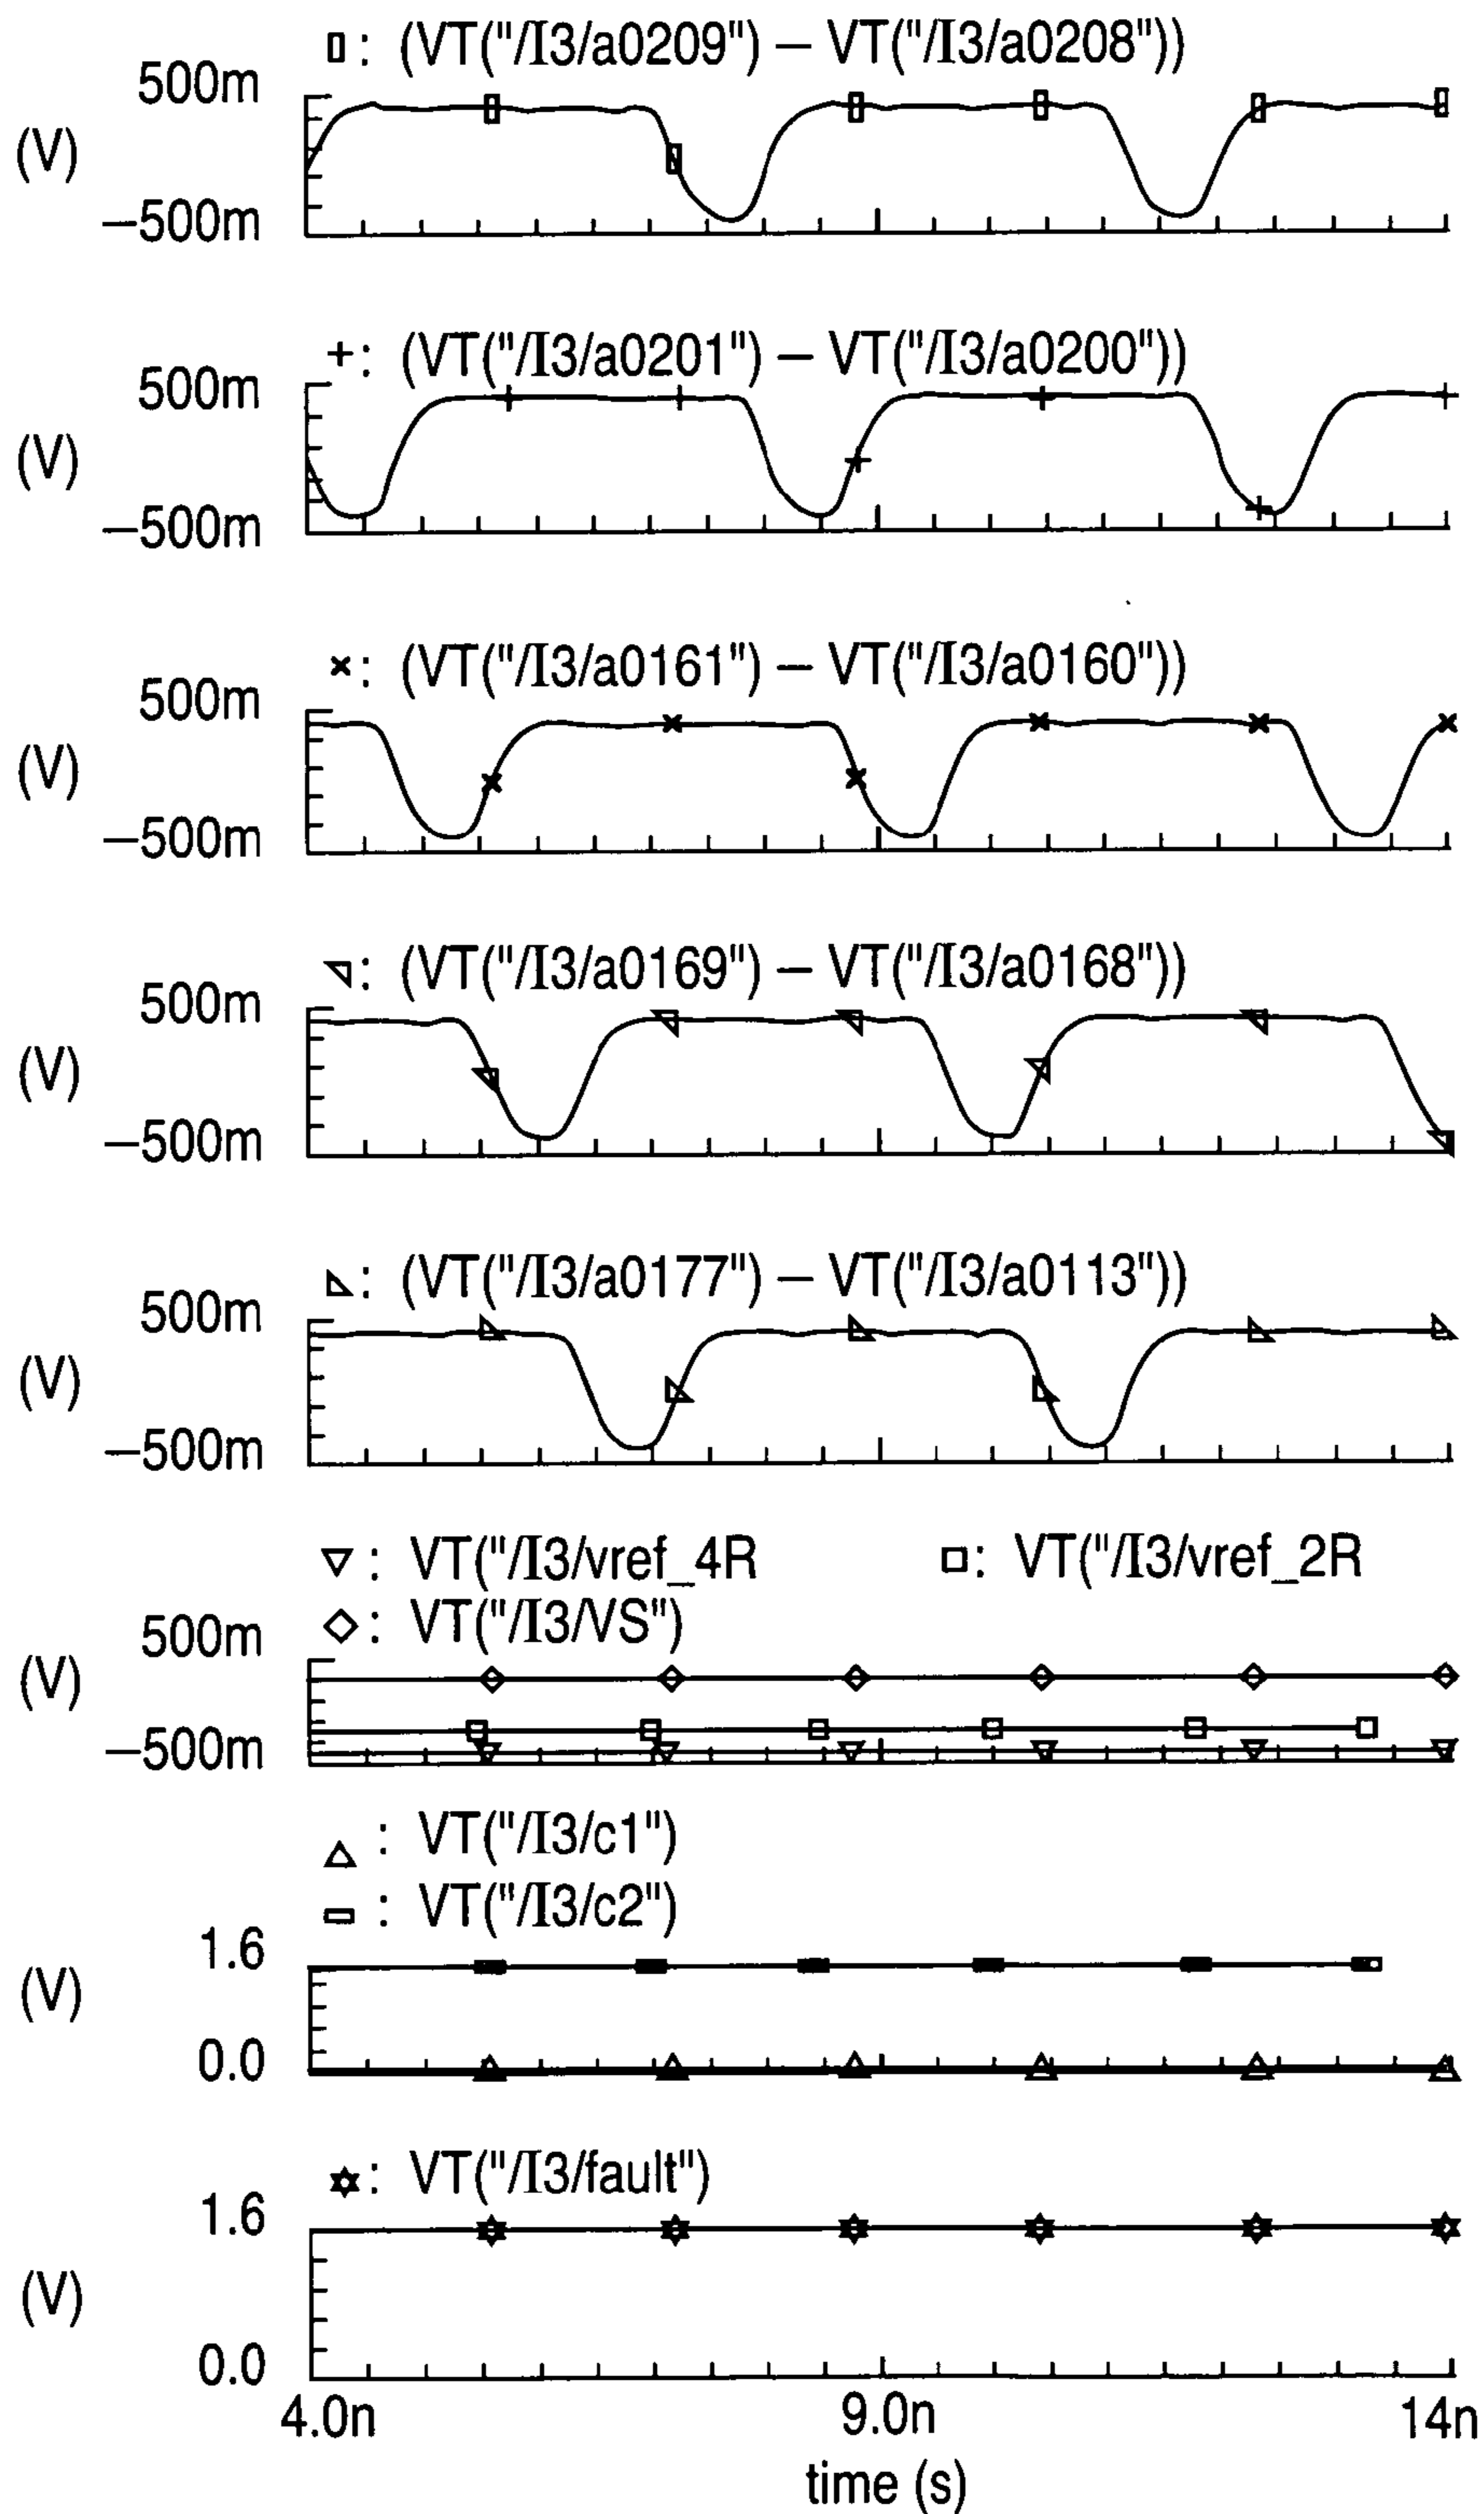 ▯: (VT("/I3/a0209") – VT("/I3/a0208"))
500m
(V)
–500m
+: (VT("/I3/a0201") – VT("/I3/a0200"))
500m
(V)
–500m
×: (VT("/I3/a0161") – VT("/I3/a0160"))
500m
(V)
–500m
◹: (VT("/I3/a0169") – VT("/I3/a0168"))
500m
(V)
–500m
◺: (VT("/I3/a0177") – VT("/I3/a0113"))
500m
(V)
–500m
▽: VT("/I3/vref_4R □: VT("/I3/vref_2R
◇: VT("/I3/VS")
500m
(V)
–500m
△: VT("/I3/c1")
▭: VT("/I3/c2")
1.6
(V)
0.0
✶: VT("/I3/fault")
1.6
(V)
0.0
4.0n 9.0n 14n
time (s)